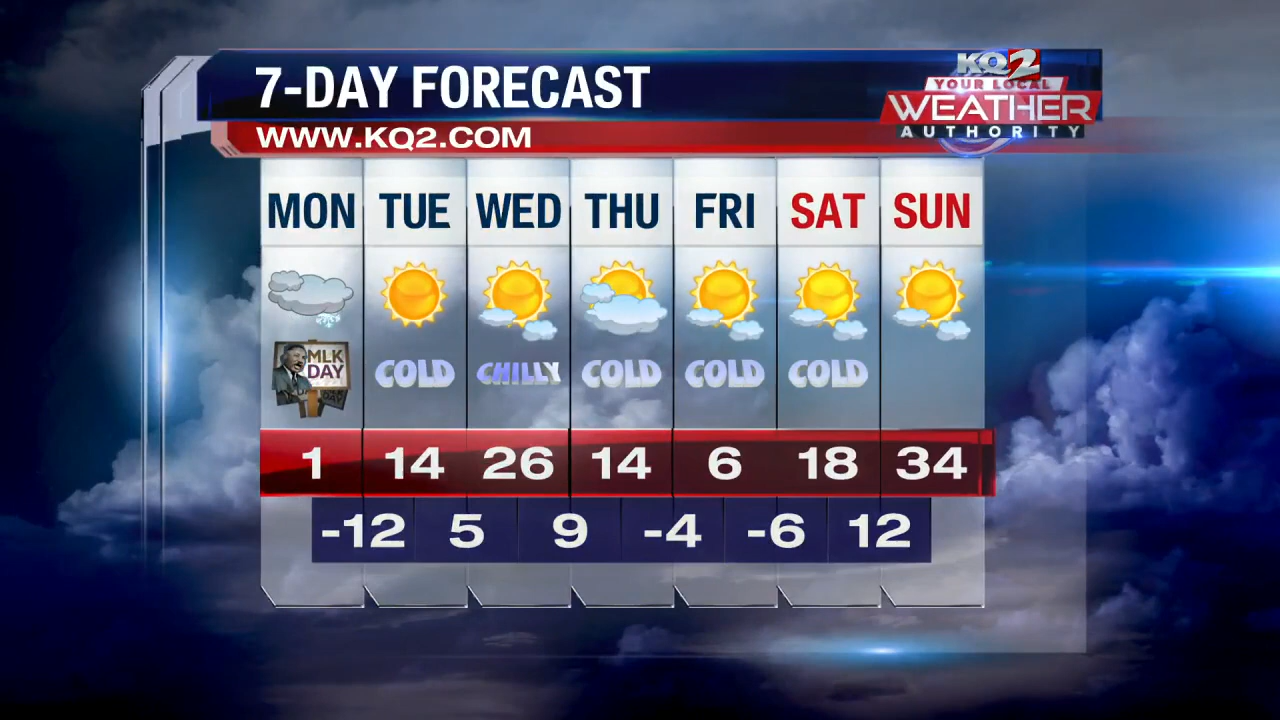 7-DAY FORECAST
WWW.KQ2.COM
KQ2
YOUR LOCAL
WEATHER
AUTHORITY
MON TUE WED THU FRI SAT SUN
MLK
DAY
COLD CHILLY COLD COLD COLD
1 14 26 14 6 18 34
-12 5 9 -4 -6 12